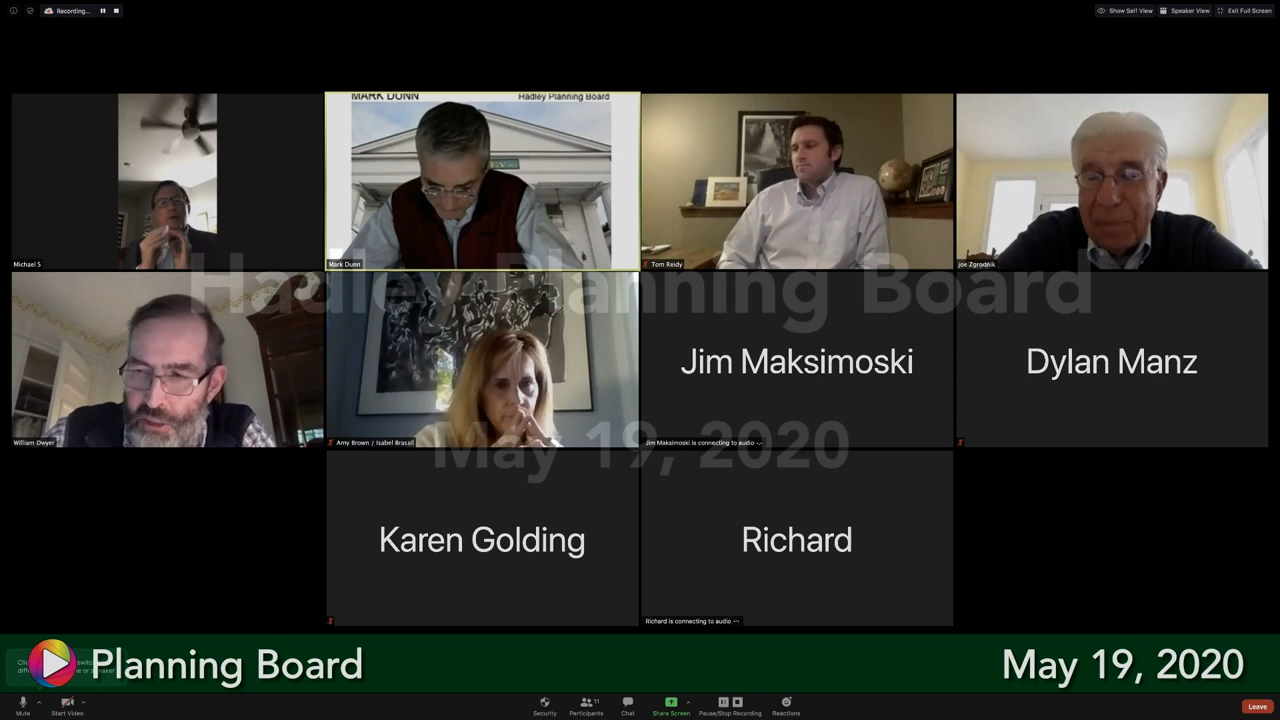 Recording...
Show Self View
Speaker View
Exit Full Screen
MARK DUNN
Hadley Planning Board
Michael S
Mark Dunn
Tom Reidy
joe Zgrodnik
Hadley Planning Board
William Dwyer
Amy Brown / Isabel Brassil
Jim Maksimoski
Jim Maksimoski is connecting to audio
Dylan Manz
May 19, 2020
Karen Golding
Richard
Richard is connecting to audio
Planning Board
May 19, 2020
Mute
Start Video
Security
Participants
11
Chat
Share Screen
Pause/Stop Recording
Reactions
Leave